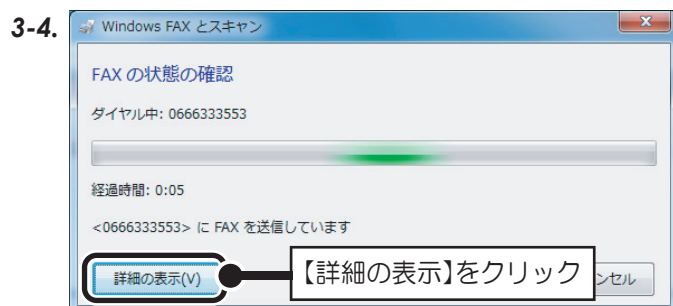 3-4.
Windows FAX とスキャン
FAX の状態の確認
ダイヤル中: 0666333553
経過時間: 0:05
<0666333553> に FAX を送信しています
詳細の表示(V)
【詳細の表示】をクリック
ンセル